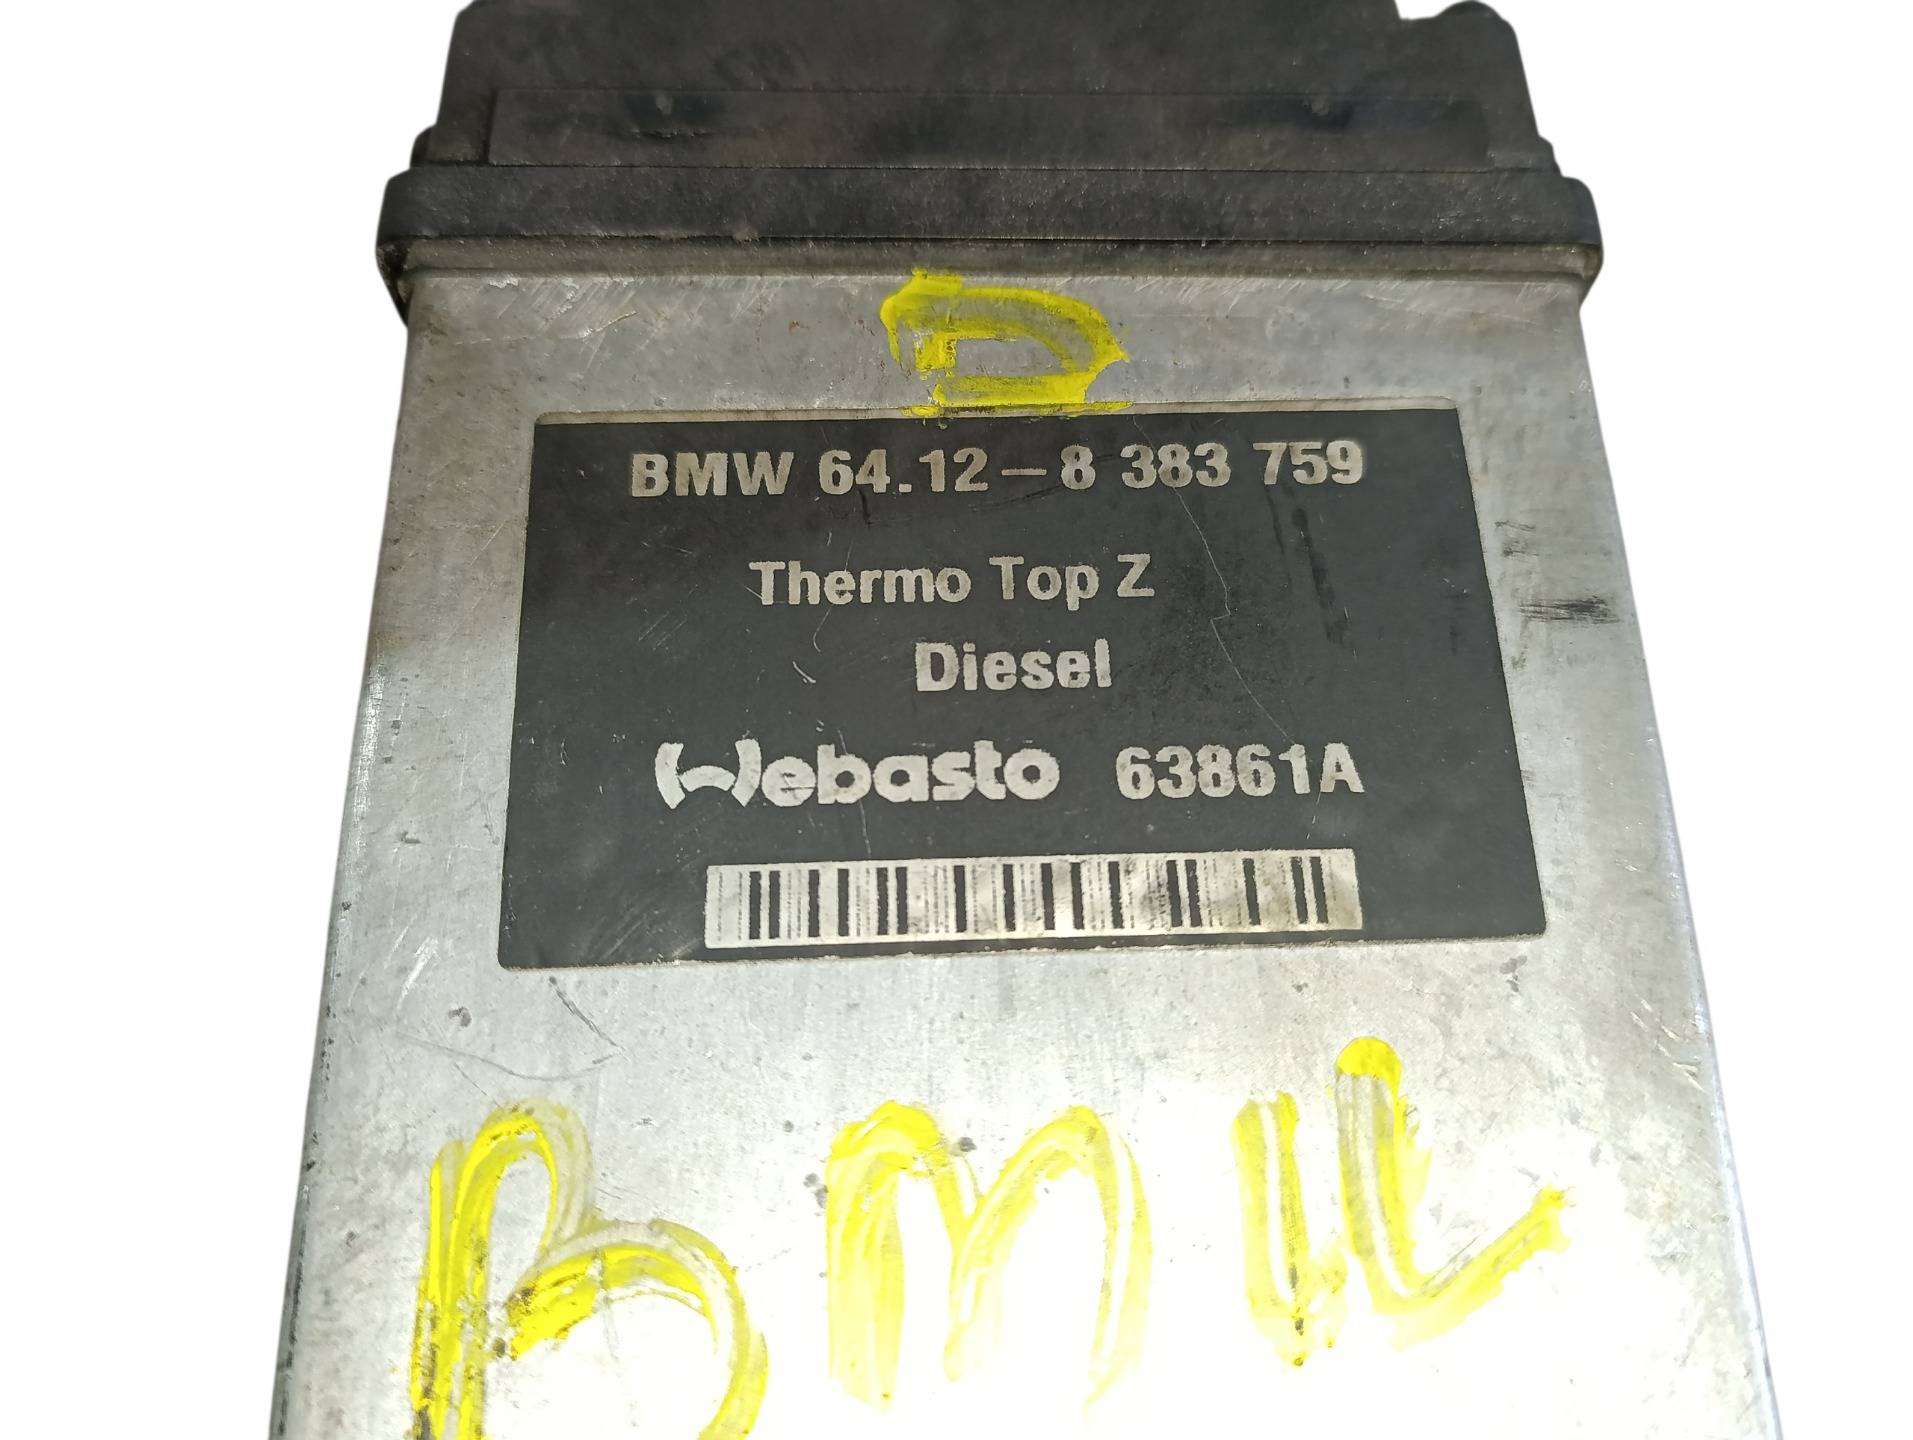 D
BMW 64.12-8 383 759
Thermo Top Z
Diesel
Webasto 63861A
BMW